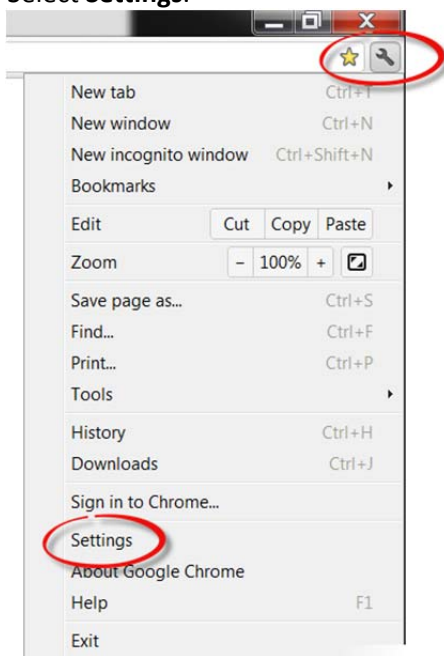 Select Settings.
New tab Ctrl+T
New window Ctrl+N
New incognito window Ctrl+Shift+N
Bookmarks
Edit Cut Copy Paste
Zoom - 100% +
Save page as... Ctrl+S
Find... Ctrl+F
Print... Ctrl+P
Tools
History Ctrl+H
Downloads Ctrl+J
Sign in to Chrome...
Settings
About Google Chrome
Help F1
Exit